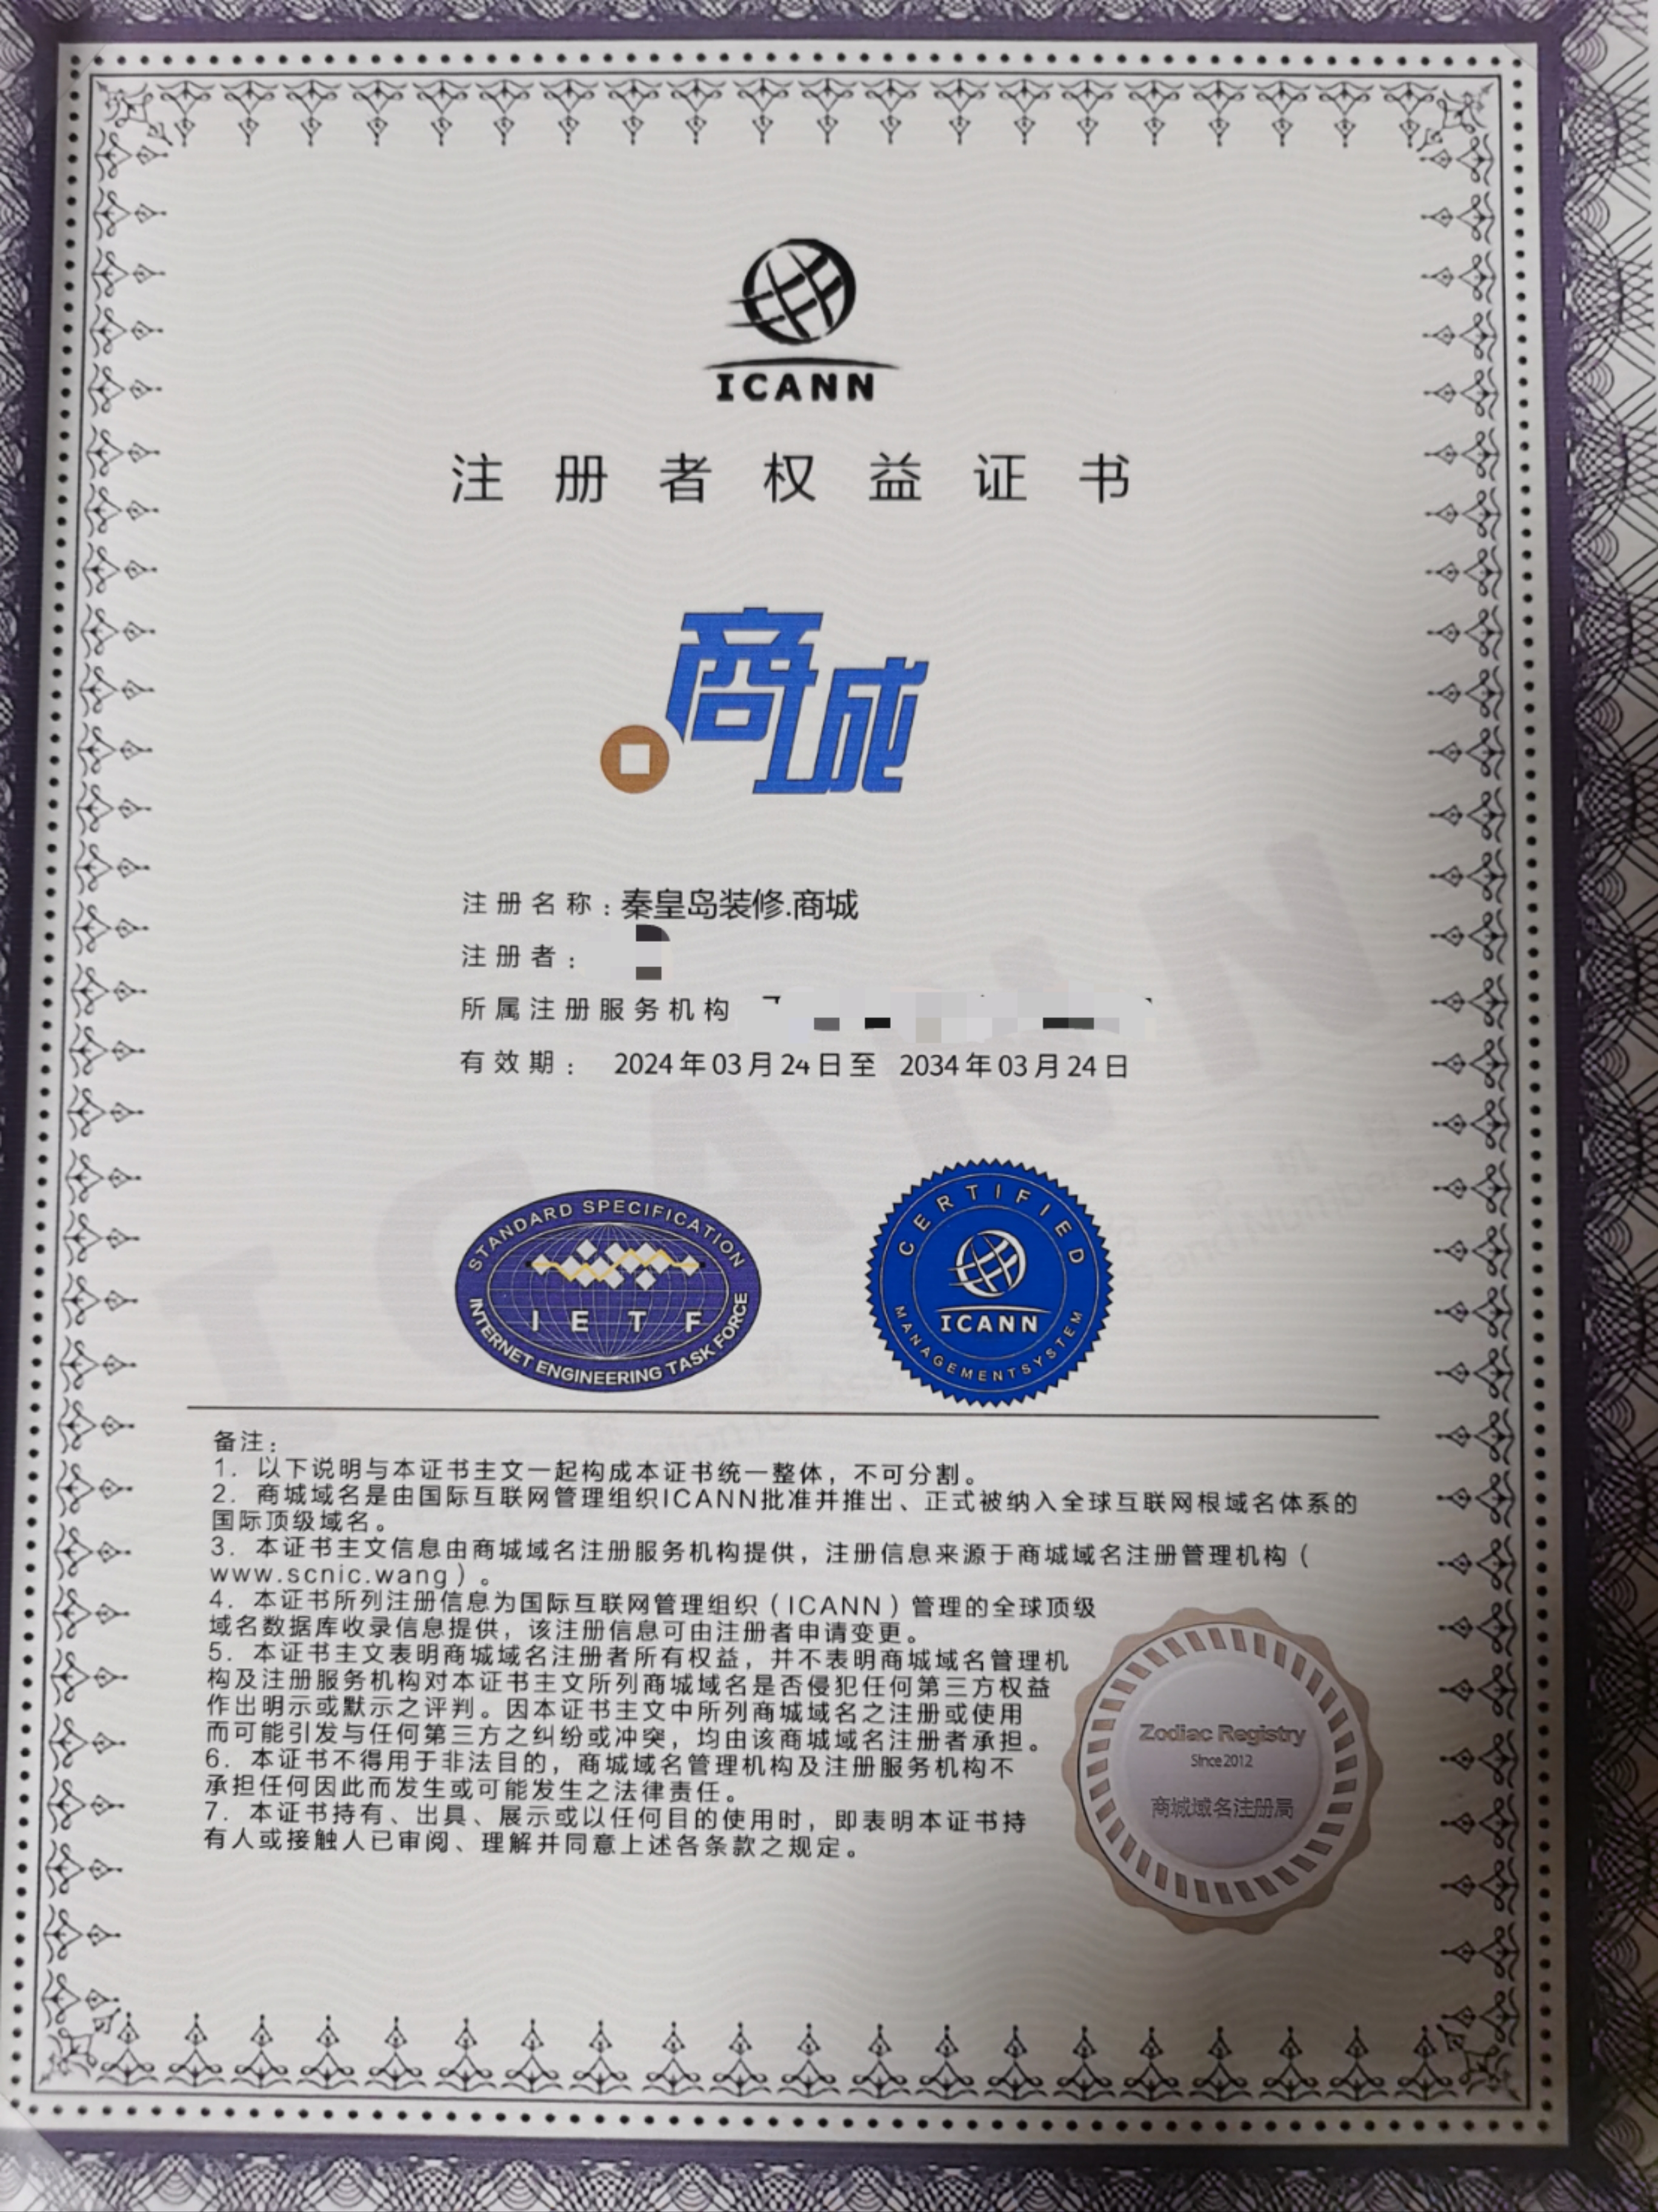 ICANN
注册者权益证书
商城
注册名称：秦皇岛装修.商城
注册者：
所属注册服务机构
有效期： 2024年03月24日至 2034年03月24日
STANDARD SPECIFICATION
IETF
INTERNET ENGINEERING TASK FORCE
CERTIFIED
ICANN
MANAGEMENTSYSTEM
ICANN
备注：
1. 以下说明与本证书主文一起构成本证书统一整体，不可分割。
2. 商城域名是由国际互联网管理组织ICANN批准并推出、正式被纳入全球互联网根域名体系的
国际顶级域名。
3. 本证书主文信息由商城域名注册服务机构提供，注册信息来源于商城域名注册管理机构（
www.scnic.wang）。
4. 本证书所列注册信息为国际互联网管理组织（ICANN）管理的全球顶级
域名数据库收录信息提供，该注册信息可由注册者申请变更。
5. 本证书主文表明商城域名注册者所有权益，并不表明商城域名管理机
构及注册服务机构对本证书主文所列商城域名是否侵犯任何第三方权益
作出明示或默示之评判。因本证书主文中所列商城域名之注册或使用
而可能引发与任何第三方之纠纷或冲突，均由该商城域名注册者承担。
6. 本证书不得用于非法目的，商城域名管理机构及注册服务机构不
承担任何因此而发生或可能发生之法律责任。
7. 本证书持有、出具、展示或以任何目的使用时，即表明本证书持
有人或接触人已审阅、理解并同意上述各条款之规定。
Zodiac Registry
Since 2012
商城域名注册局